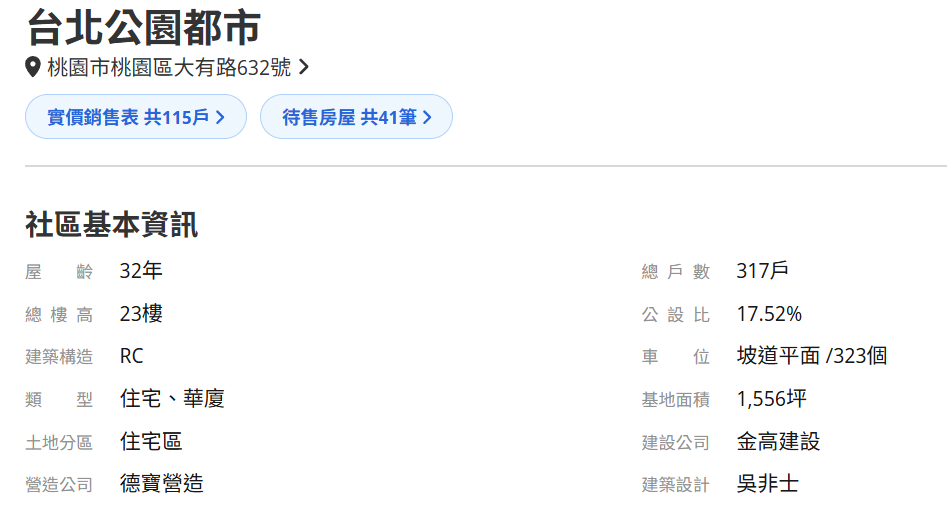 台北公園都市
桃園市桃園區大有路632號
實價銷售表 共115戶
待售房屋 共41筆
社區基本資訊
屋齡 32年
總戶數 317戶
總樓高 23樓
公設比 17.52%
建築構造 RC
車位 坡道平面 /323個
類型 住宅、華廈
基地面積 1,556坪
土地分區 住宅區
建設公司 金高建設
營造公司 德寶營造
建築設計 吳非士